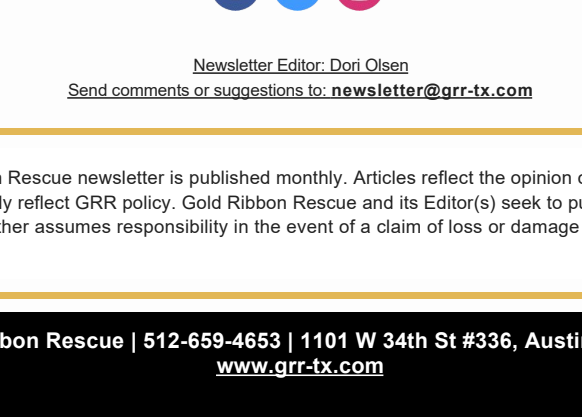 Newsletter Editor: Dori Olsen
Send comments or suggestions to: newsletter@grr-tx.com
Rescue newsletter is published monthly. Articles reflect the opinion
reflect GRR policy. Gold Ribbon Rescue and its Editor(s) seek to
assumes responsibility in the event of a claim of loss or damage
Rescue | 512-659-4653 | 1101 W 34th St #336,
www.grr-tx.com